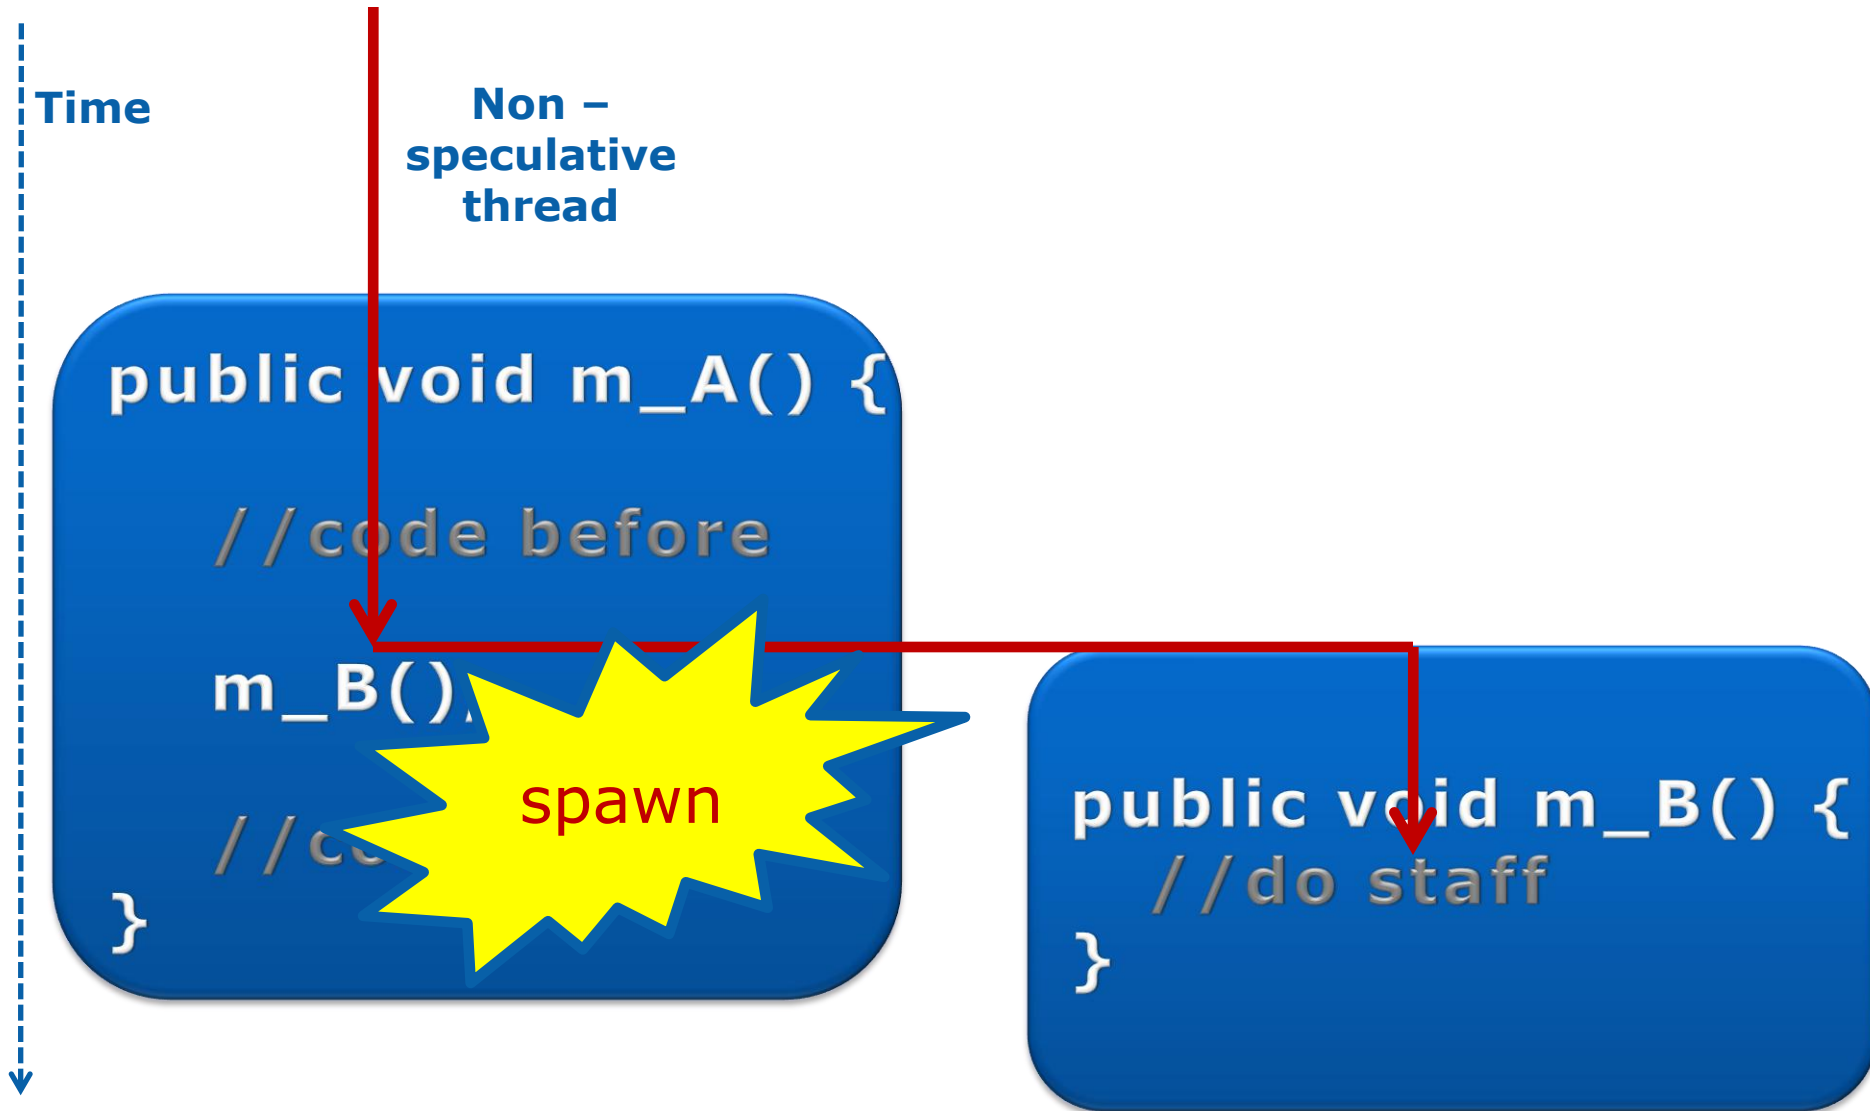 Time
Non –
speculative
thread
public void m_A() {
//code before
m_B();
spawn
}
public void m_B() {
//do staff
}